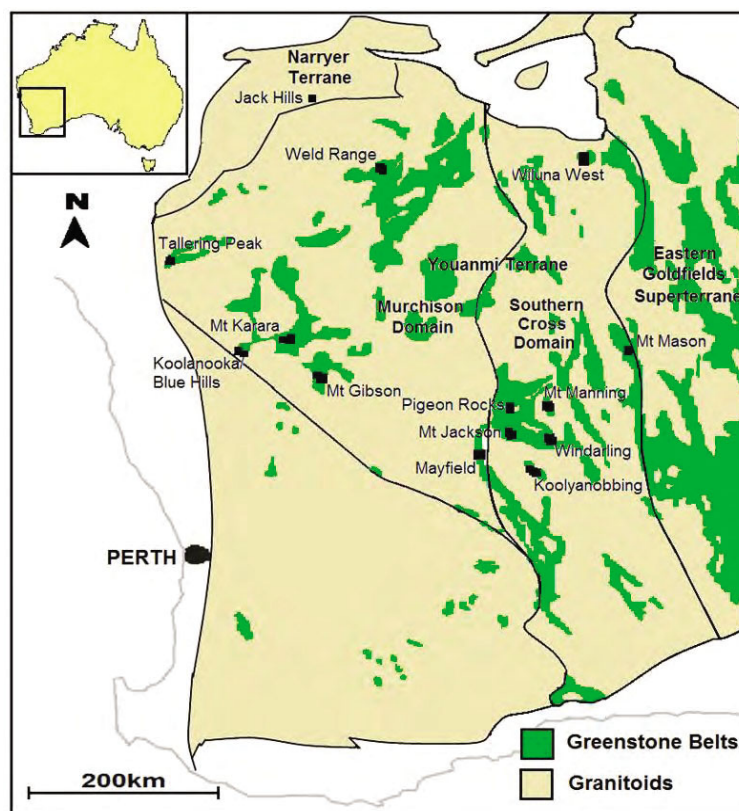 Narryer
Terrane
Jack Hills
Weld Range
Wiluna West
N
Tallering Peak
Eastern
Goldfields
Superterrane
Youanmi Terrane
Murchison
Domain
Southern
Cross
Domain
Mt Karara
Mt Mason
Koolanooka/
Blue Hills
Mt Gibson
Mt Manning
Pigeon Rocks
Mt Jackson
Windarling
Mayfield
Koolyanobbing
PERTH
Greenstone Belts
Granitoids
200km